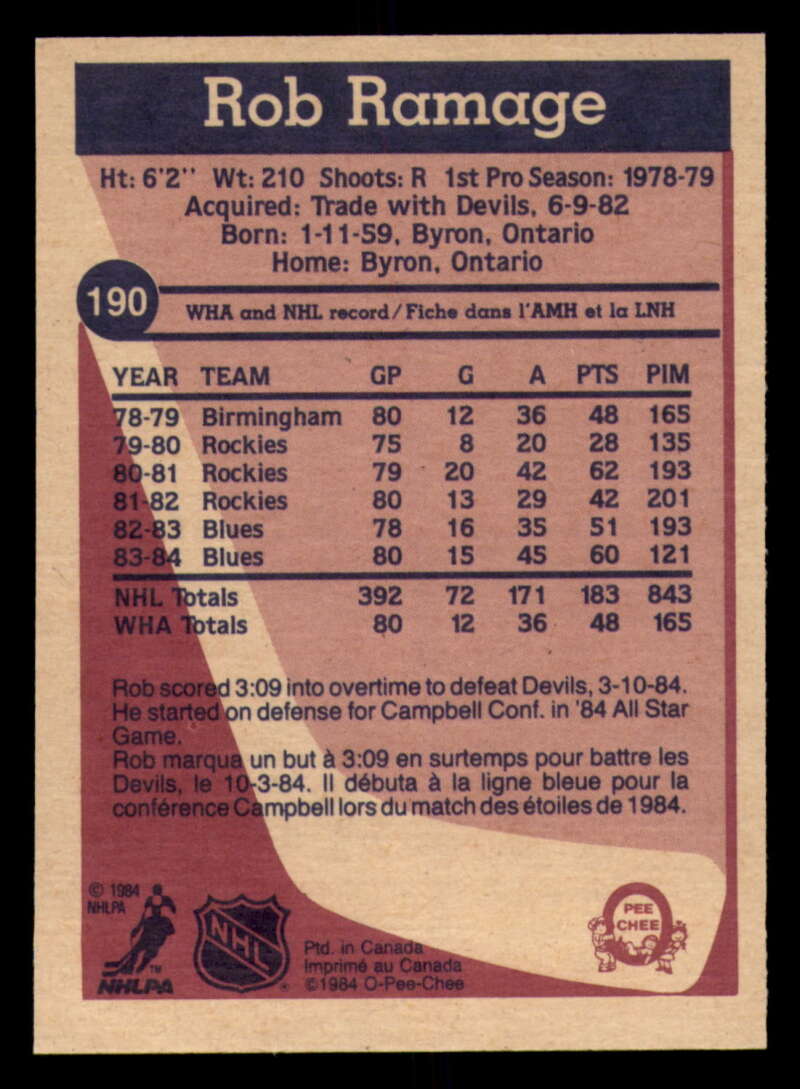 Rob Ramage
Ht: 6'2" Wt: 210 Shoots: R 1st Pro Season: 1978-79
Acquired: Trade with Devils, 6-9-82
Born: 1-11-59, Byron, Ontario
Home: Byron, Ontario
190
WHA and NHL record/Fiche dans l'AMH et la LNH
YEAR TEAM GP G A PTS PIM
78-79 Birmingham 80 12 36 48 165
79-80 Rockies 75 8 20 28 135
80-81 Rockies 79 20 42 62 193
81-82 Rockies 80 13 29 42 201
82-83 Blues 78 16 35 51 193
83-84 Blues 80 15 45 60 121
NHL Totals 392 72 171 183 843
WHA Totals 80 12 36 48 165
Rob scored 3:09 into overtime to defeat Devils, 3-10-84.
He started on defense for Campbell Conf. in '84 All Star
Game.
Rob marqua un but à 3:09 en surtemps pour battre les
Devils, le 10-3-84. Il débuta à la ligne bleue pour la
conférence Campbell lors du match des étoiles de 1984.
© 1984
NHLPA
TM
NHLPA
NHL
®
Ptd. in Canada
Imprimé au Canada
©1984 O-Pee-Chee
PEE
CHEE